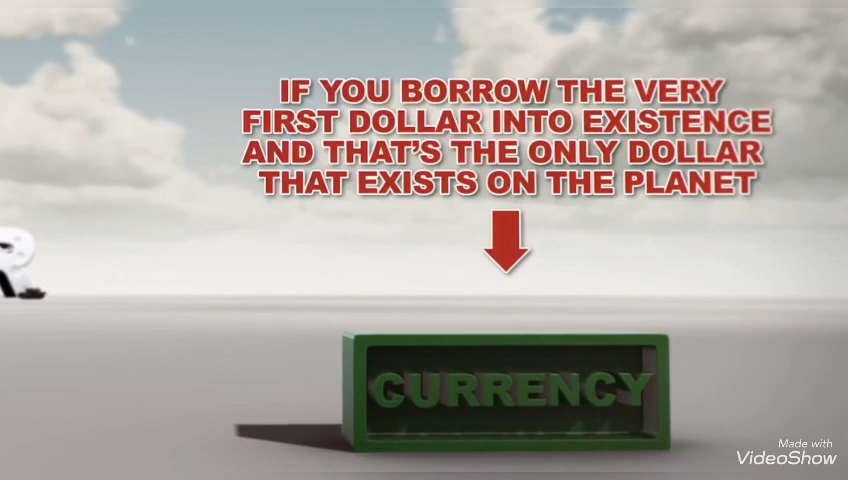 IF YOU BORROW THE VERY
FIRST DOLLAR INTO EXISTENCE
AND THAT'S THE ONLY DOLLAR
THAT EXISTS ON THE PLANET
CURRENCY
Made with
VideoShow